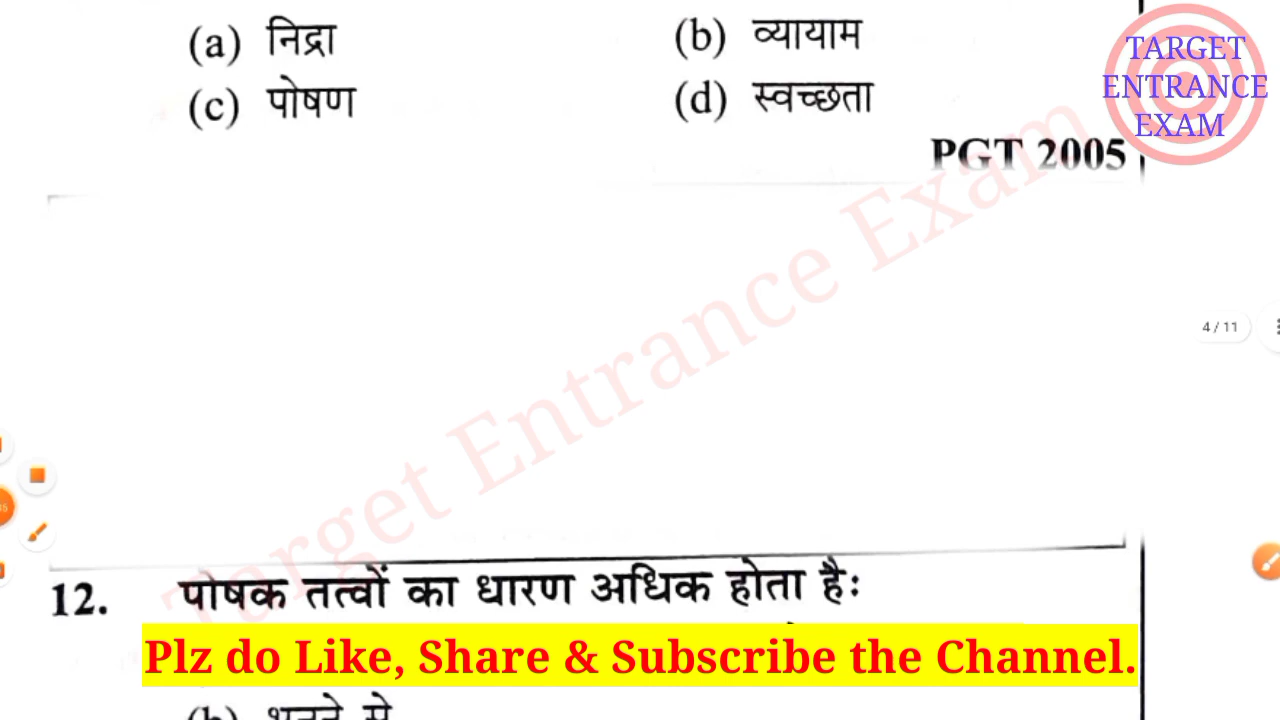 (a) निद्रा (b) व्यायाम
(c) पोषण (d) स्वच्छता
PGT 2005
TARGET
ENTRANCE
EXAM
Target Entrance Exam
4 / 11
12. पोषक तत्वों का धारण अधिक होता है:
Plz do Like, Share & Subscribe the Channel.
(b) भूनने से